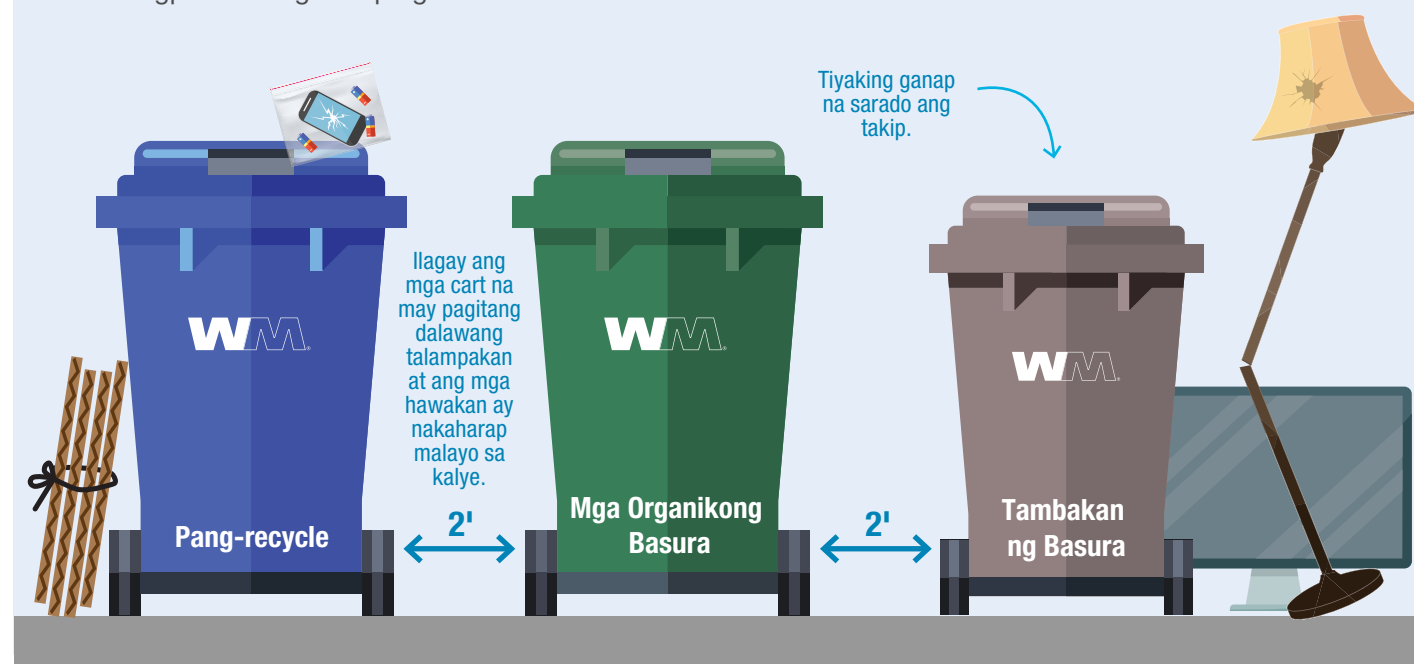 Tiyaking ganap
na sarado ang
takip.
Ilagay ang
mga cart na
may pagitang
dalawang
talampakan
at ang mga
hawakan ay
nakaharap
malayo sa
kalye.
WM
WM
WM
Pang-recycle
2'
Mga Organikong
Basura
2'
Tambakan
ng Basura